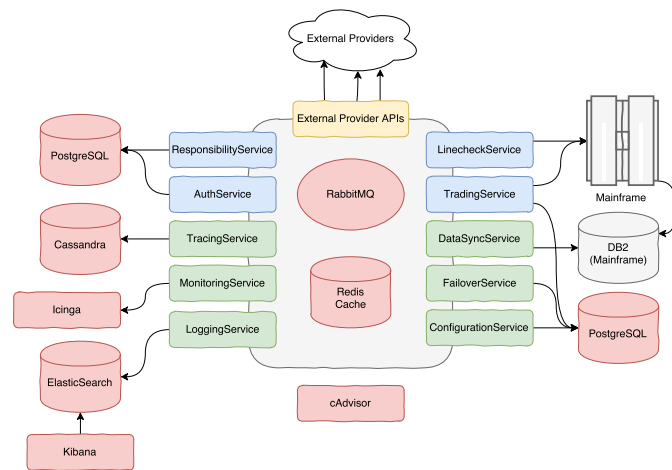 External Providers
External Provider APIs
PostgreSQL
ResponsibilityService
LinecheckService
AuthService
RabbitMQ
TradingService
Mainframe
Cassandra
TracingService
DataSyncService
DB2
(Mainframe)
Icinga
MonitoringService
Redis
Cache
FailoverService
LoggingService
ConfigurationService
PostgreSQL
ElasticSearch
cAdvisor
Kibana